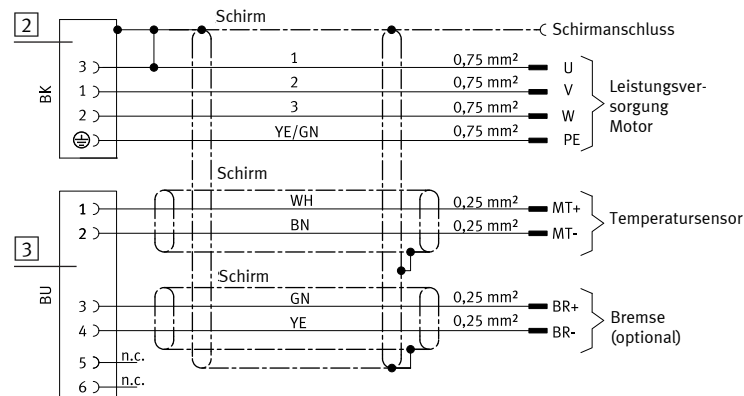 2
Schirm
Schirmanschluss
BK
3 1 0,75 mm² U
1 2 0,75 mm² V
2 3 0,75 mm² W
YE/GN 0,75 mm² PE
Leistungsver-
sorgung
Motor
Schirm
1 WH 0,25 mm² MT+
2 BN 0,25 mm² MT-
Temperatursensor
3
BU
Schirm
3 GN 0,25 mm² BR+
4 YE 0,25 mm² BR-
Bremse
(optional)
5 n.c.
6 n.c.